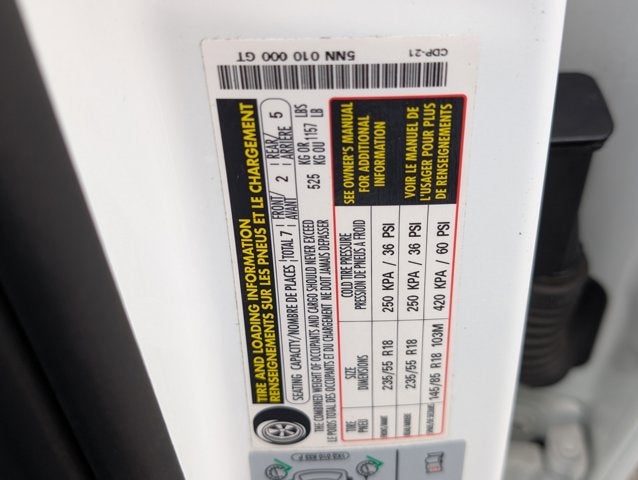 5NN 010 000 GT
CDP-21
TIRE AND LOADING INFORMATION
RENSEIGNEMENTS SUR LES PNEUS ET LE CHARGEMENT
SEATING CAPACITY/NOMBRE DE PLACES TOTAL 7 FRONT/AVANT 2 REAR/ARRIÈRE 5
THE COMBINED WEIGHT OF OCCUPANTS AND CARGO SHOULD NEVER EXCEED 525 KG OR 1157 LBS
LE POIDS TOTAL DES OCCUPANTS ET DU CHARGEMENT NE DOIT JAMAIS DEPASSER 525 KG OU 1157 LB
TIRE SIZE COLD TIRE PRESSURE
PNEU DIMENSIONS PRESSION DE PNEUS A FROID
FRONT/AVANT 235/55 R18 250 KPA / 36 PSI
235/55 R18 250 KPA / 36 PSI
145/85 R18 103M 420 KPA / 60 PSI
SEE OWNER'S MANUAL
FOR ADDITIONAL
INFORMATION
VOIR LE MANUEL DE
L'USAGER POUR PLUS
DE RENSEIGNEMENTS